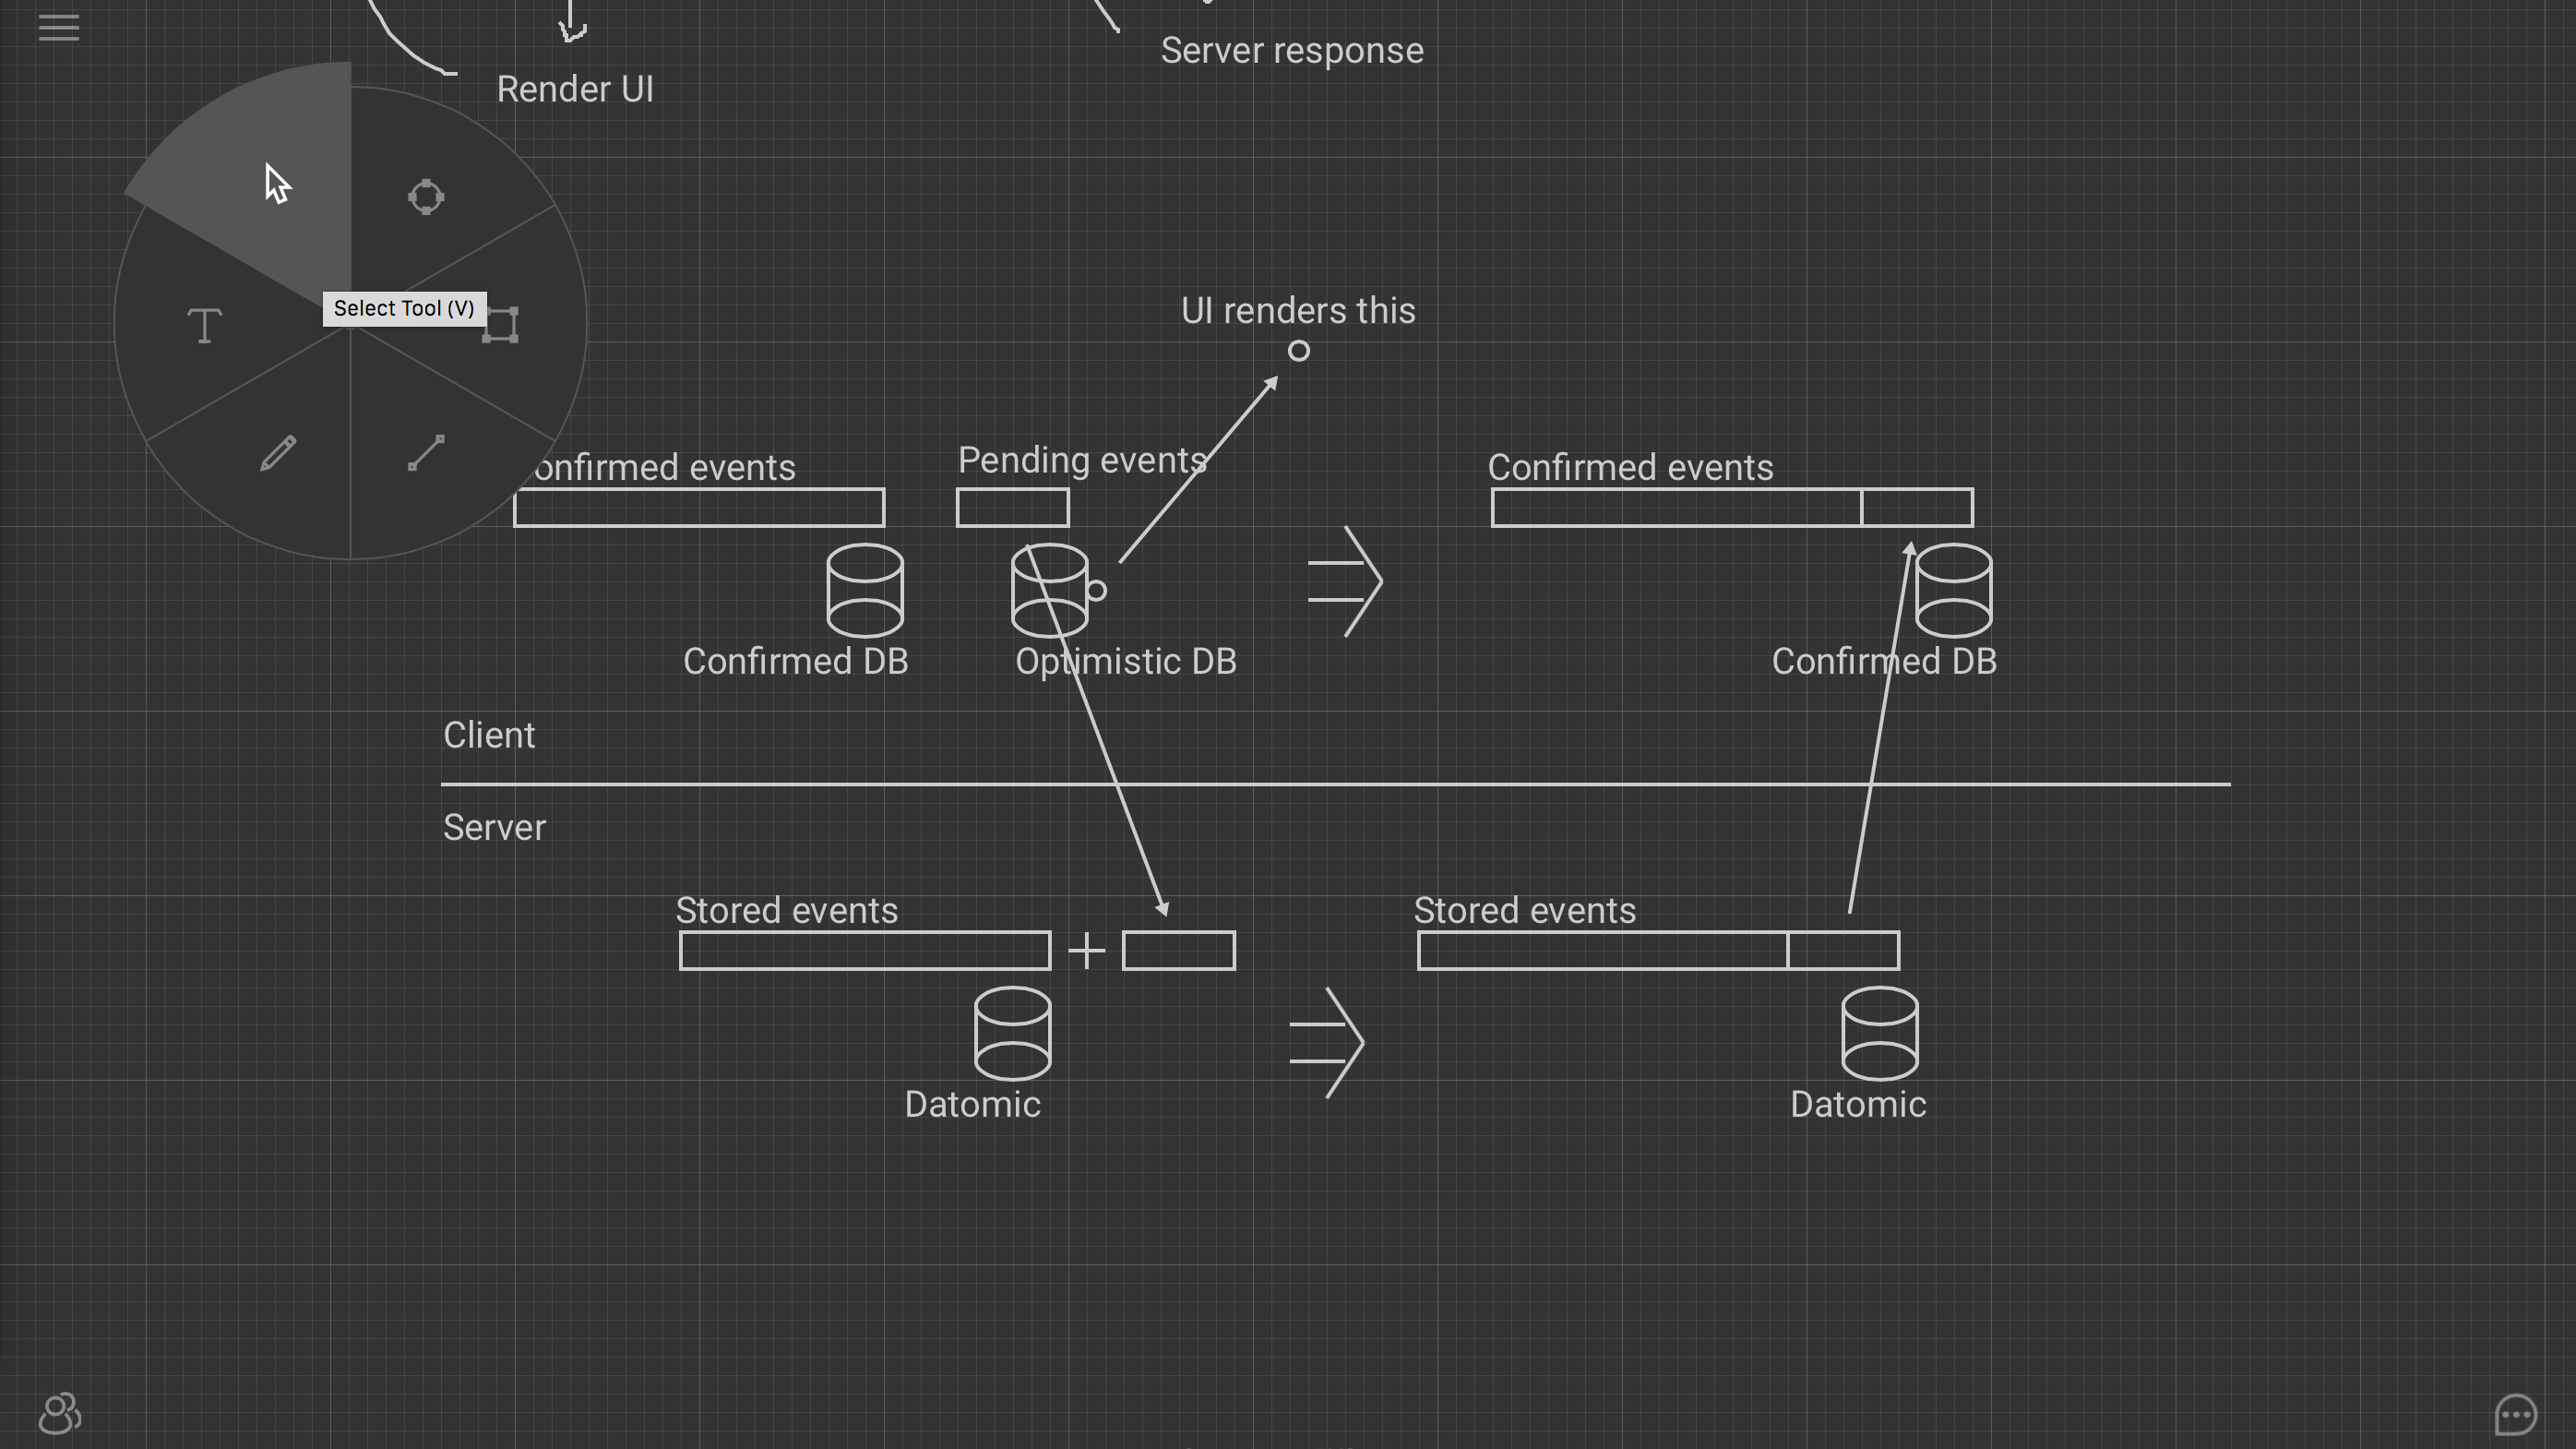 Server response
Render UI
Select Tool (V)
UI renders this
onfirmed events
Pending events
Confirmed events
Confirmed DB
Optimistic DB
Confirmed DB
Client
Server
Stored events
Stored events
Datomic
Datomic